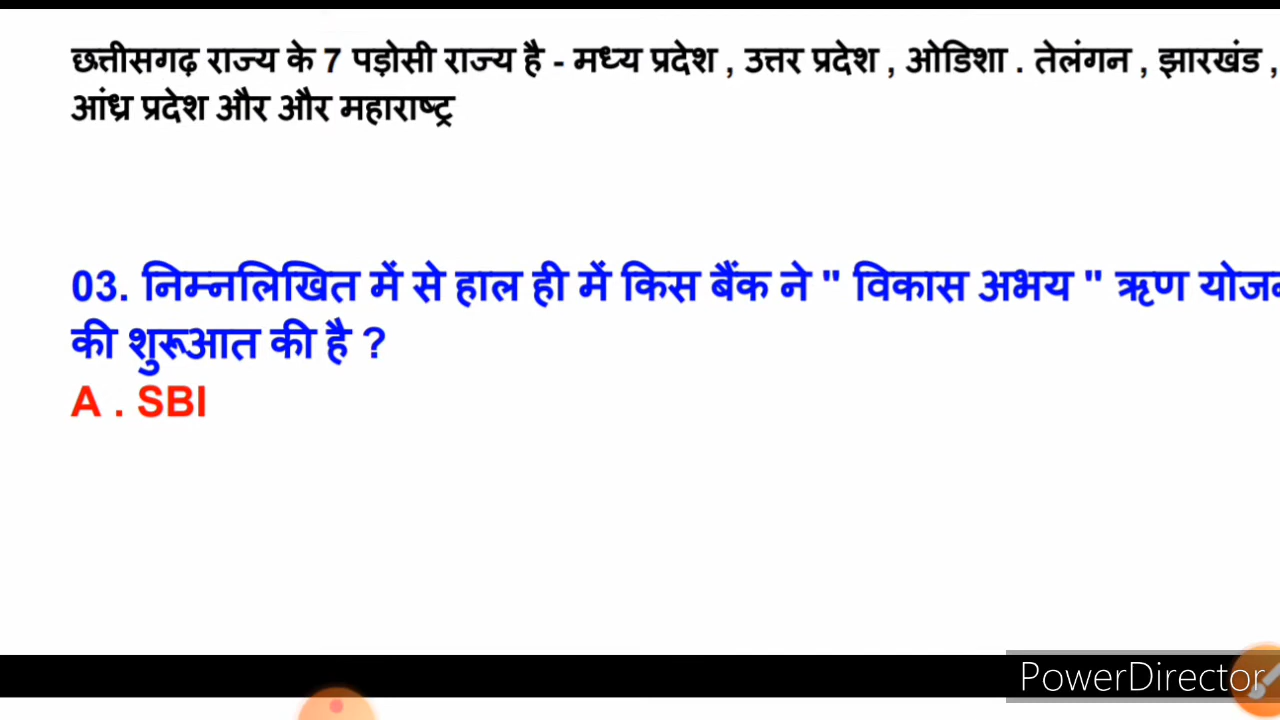 छत्तीसगढ़ राज्य के 7 पड़ोसी राज्य है - मध्य प्रदेश , उत्तर प्रदेश , ओडिशा . तेलंगन , झारखंड ,
आंध्र प्रदेश और और महाराष्ट्र
03. निम्नलिखित में से हाल ही में किस बैंक ने " विकास अभय " ऋण
की शुरूआत की है ?
A . SBI
PowerDirector